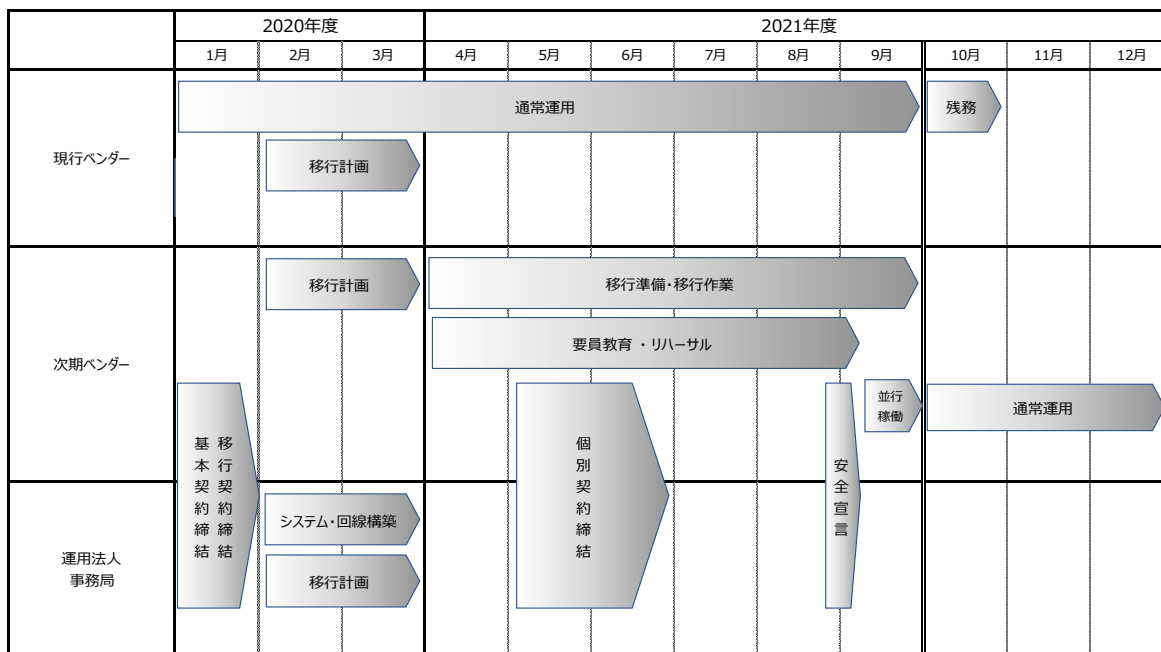 2020年度
2021年度
1月
2月
3月
4月
5月
6月
7月
8月
9月
10月
11月
12月
現行ベンダー
通常運用
残務
移行計画
次期ベンダー
移行計画
移行準備・移行作業
要員教育 ・ リハーサル
並行
稼働
通常運用
移行契約締結
基本契約締結
個別契約締結
安全宣言
運用法人
事務局
システム・回線構築
移行計画